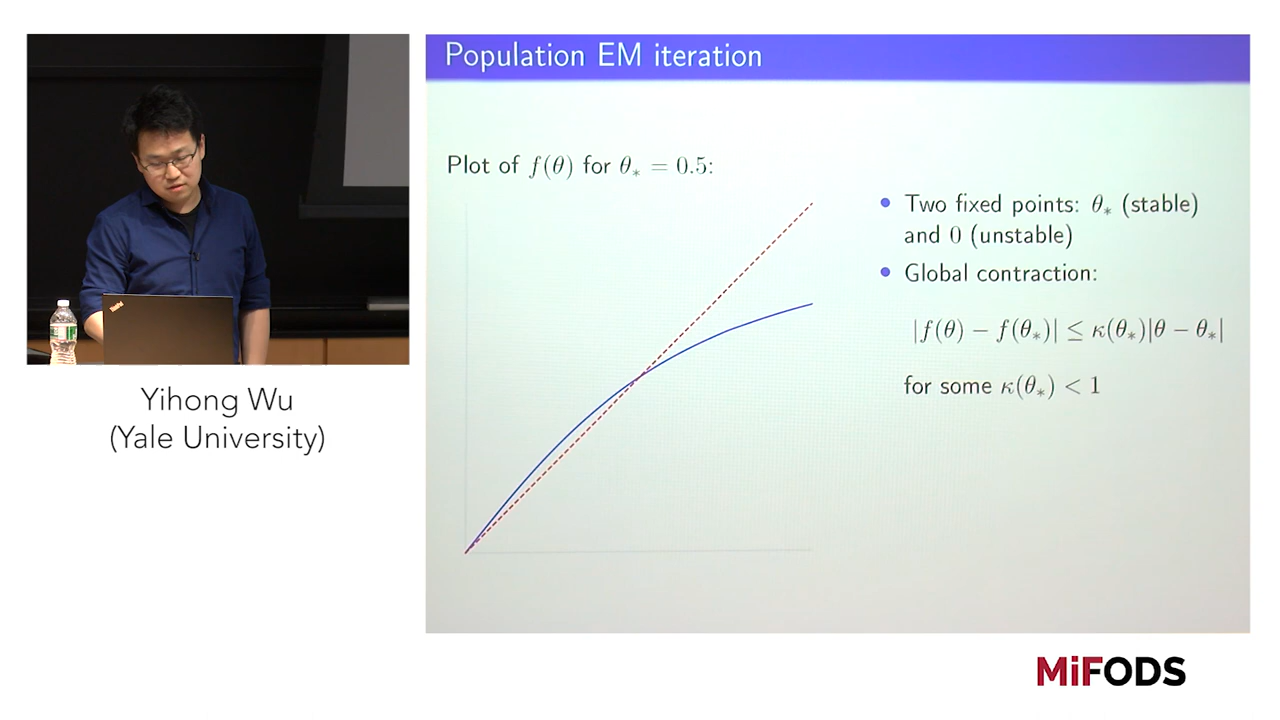 Population EM iteration
Plot of f(θ) for θ∗ = 0.5:
• Two fixed points: θ∗ (stable)
and 0 (unstable)
• Global contraction:
|f(θ) − f(θ∗)| ≤ κ(θ∗)|θ − θ∗|
for some κ(θ∗) < 1
ThinkPad
Yihong Wu
(Yale University)
MiFODS